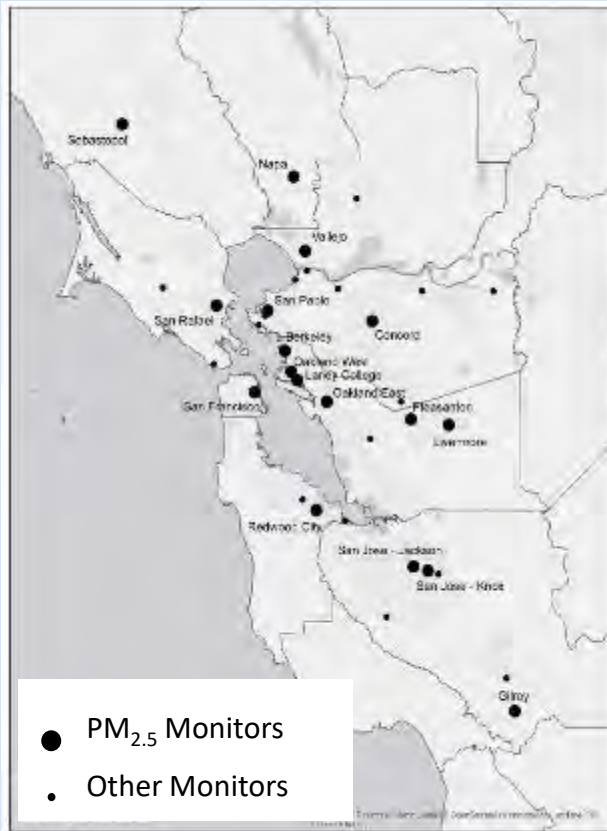 Sebastopol
Napa
Vallejo
San Pablo
San Rafael
Concord
Berkeley
Oakland West
Laney College
Oakland East
San Francisco
Pleasanton
Livermore
Redwood City
San Jose - Jackson
San Jose - Knox
Gilroy
PM2.5 Monitors
Other Monitors